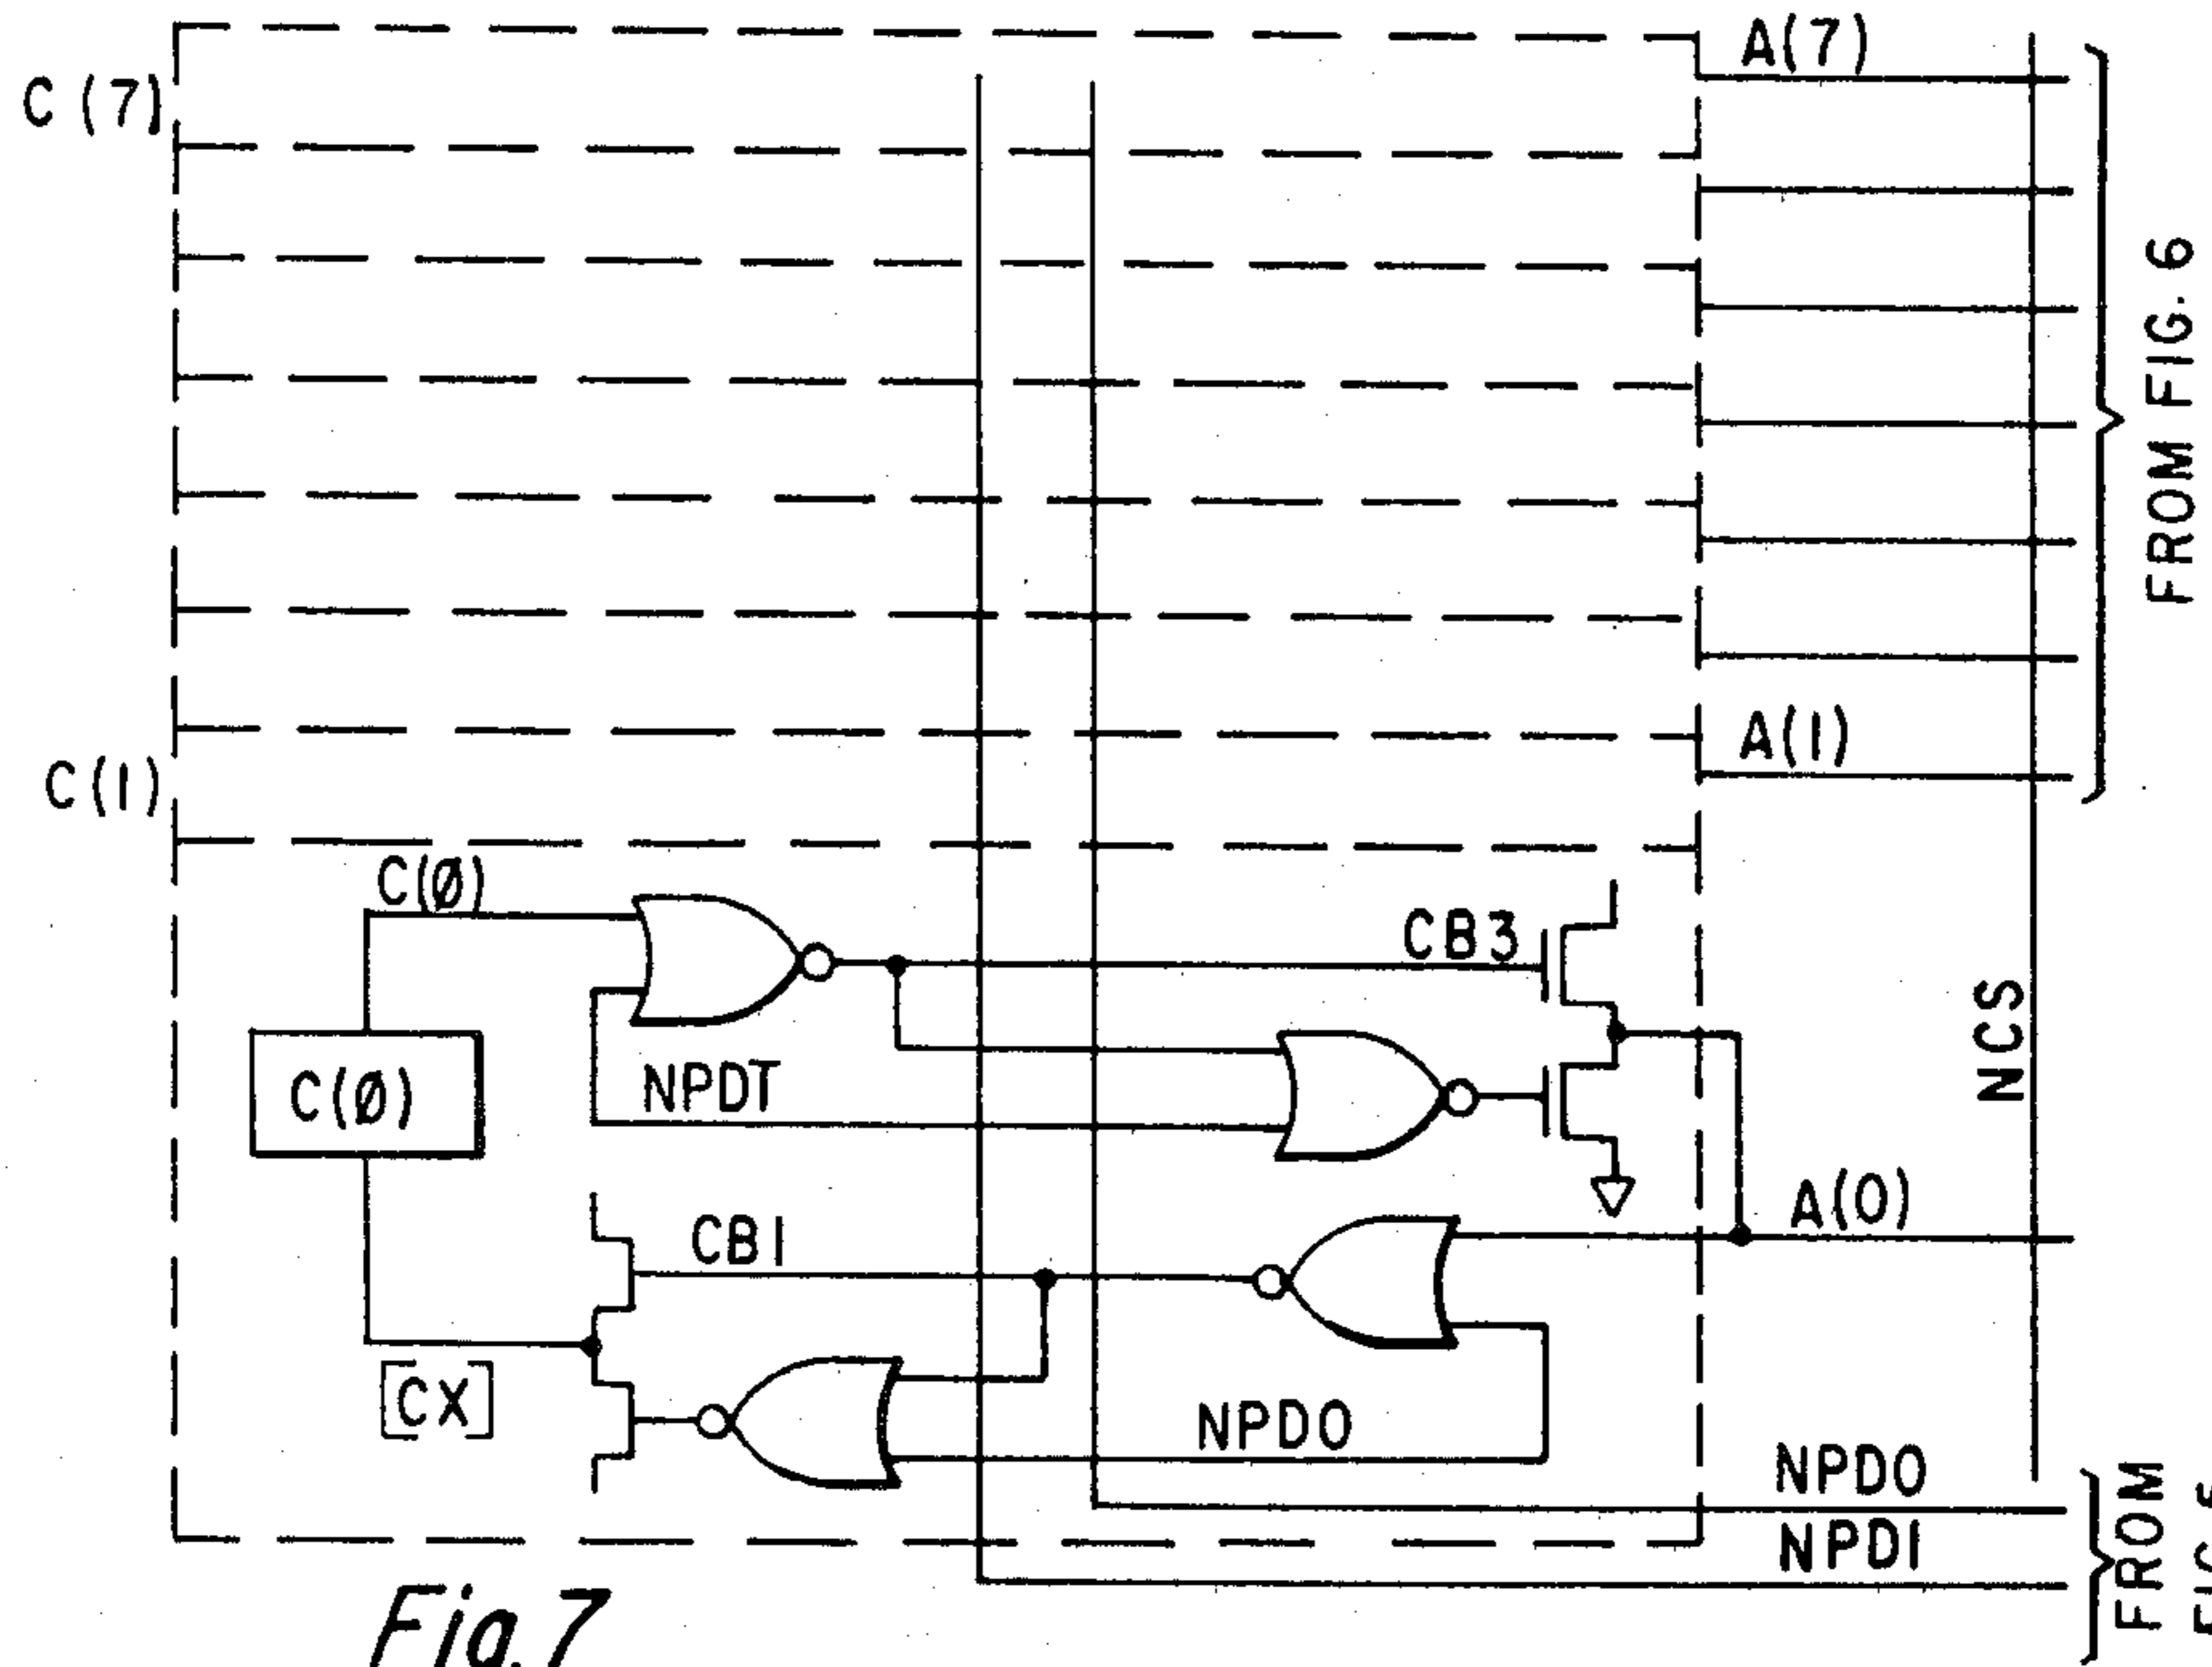 A(7)
C(7)
FROM FIG. 6
A(1)
C(1)
C(Ø)
CB3
NCS
C(Ø)
NPDT
A(0)
CB1
[CX]
NPDO
NPDO
NPDI
FROM
Fig. 7